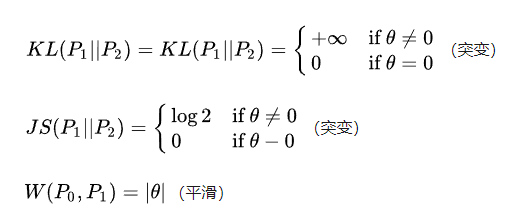 KL(P₁||P₂) = KL(P₁||P₂) = { +∞ if θ ≠ 0 (突变)
0 if θ = 0
JS(P₁||P₂) = { log 2 if θ ≠ 0 (突变)
0 if θ − 0
W(P₀, P₁) = |θ| (平滑)